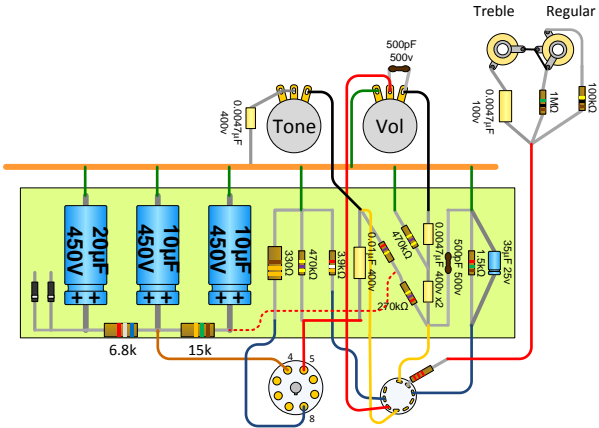 Treble
Regular
500pF
500v
0.0047µF
400v
Tone
Vol
0.0047µF
100v
1MΩ
100kΩ
20µF
450V
10µF
450V
10µF
450V
330Ω
470kΩ
3.9kΩ
0.01µF 400v
470kΩ
270kΩ
0.0047µF 400v x2
500pF 500v
1.5kΩ
35µF 25v
6.8k
15k
4
5
8